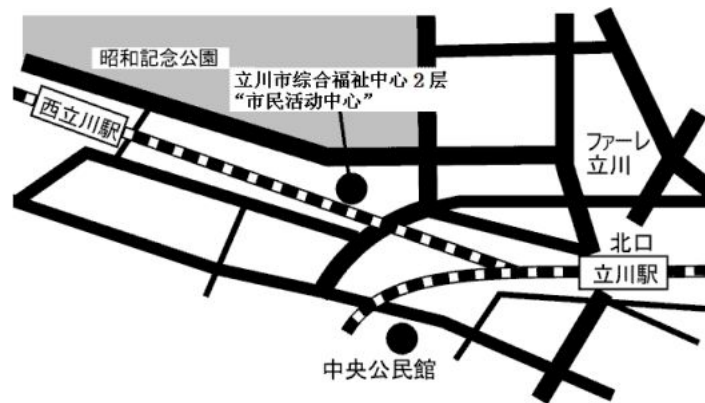 昭和記念公園
立川市综合福祉中心2层
“市民活动中心”
西立川駅
ファーレ
立川
北口
立川駅
中央公民館